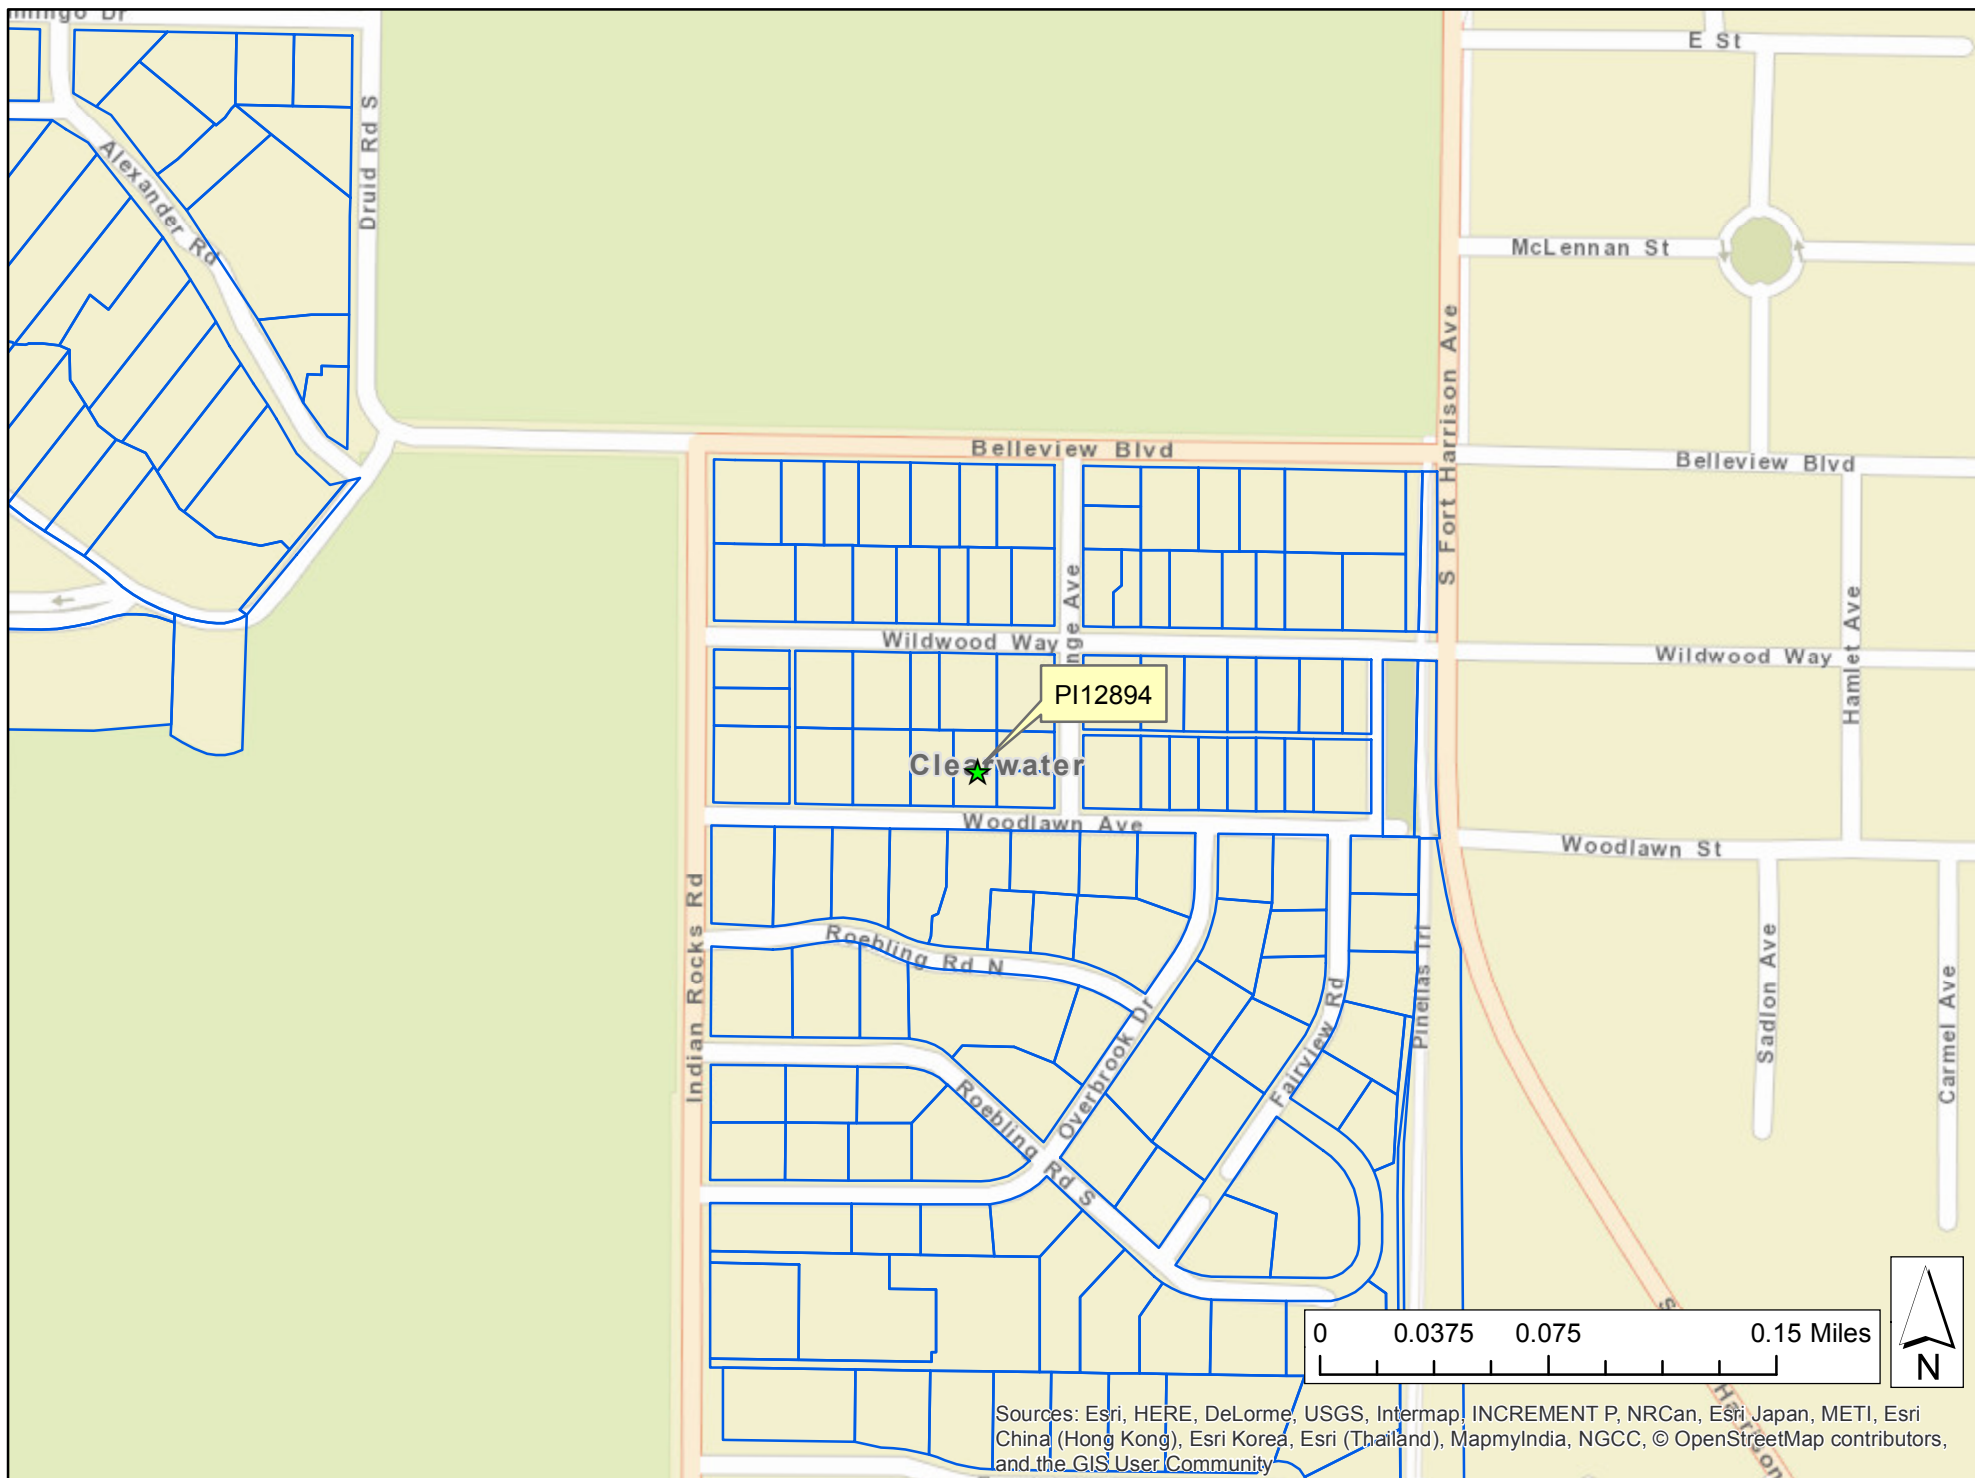 E St
Druid Rd S
Alexander Rd
McLennan St
S Fort Harrison Ave
Belleview Blvd
Belleview Blvd
Wildwood Way
Wildwood Way
Hamlet Ave
Ave
PI12894
Clearwater
Woodlawn Ave
Woodlawn St
Indian Rocks Rd
Roebling Rd N
Overbrook Dr
Fairview Rd
Pinellas Trl
Sadlon Ave
Carmel Ave
Roebling Rd S
S
Harrison
0 0.0375 0.075 0.15 Miles
N
Sources: Esri, HERE, DeLorme, USGS, Intermap, INCREMENT P, NRCan, Esri Japan, METI, Esri
China (Hong Kong), Esri Korea, Esri (Thailand), MapmyIndia, NGCC, © OpenStreetMap contributors,
and the GIS User Community